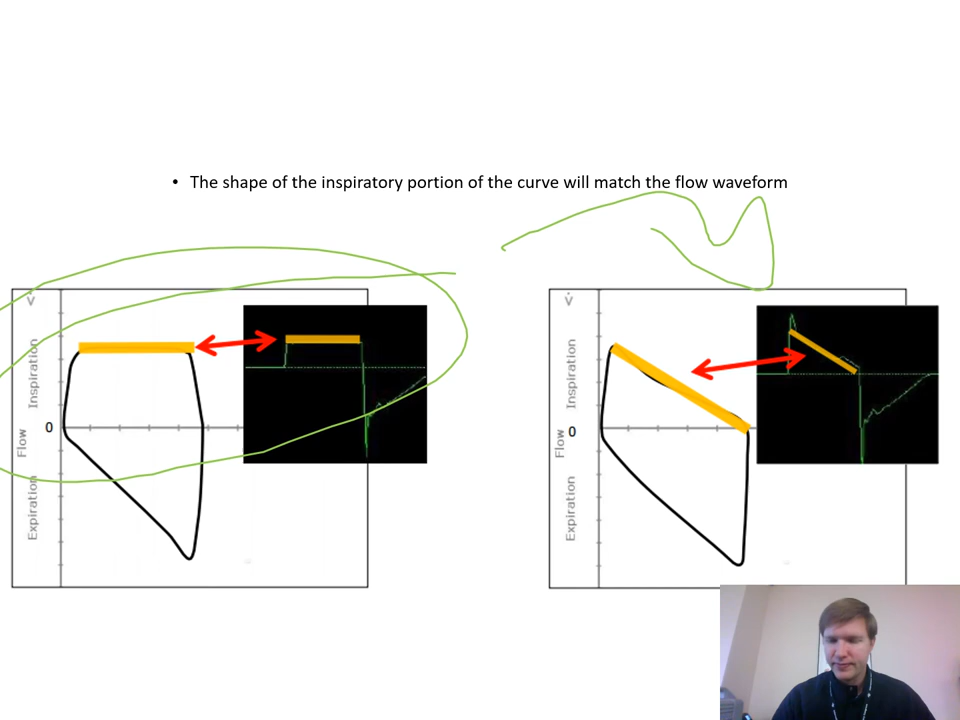 • The shape of the inspiratory portion of the curve will match the flow waveform
V̇
Inspiration
0
Flow
Expiration
V̇
Inspiration
0
Flow
Expiration